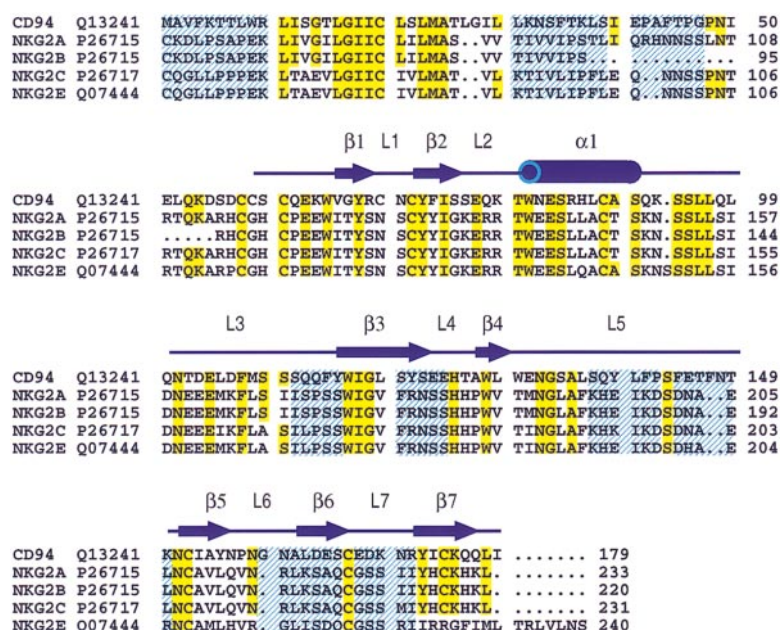 CD94 Q13241 MAVFKTTLWR LISGTLGIIC LSLMATLGIL LKNSFTKLSI EPAFTPGPNI 50
NKG2A P26715 CKDLPSAPEK LIVGILGIIC LILMAS..VV TIVVIPSTLI QRHNNSSLNT 108
NKG2B P26715 CKDLPSAPEK LIVGILGIIC LILMAS..VV TIVVIPS... .......... 95
NKG2C P26717 CQGLLPPPEK LTAEVLGIIC IVLMAT..VL KTIVLIPFLE Q..NNSSPNT 106
NKG2E Q07444 CQGLLPPPEK LTAEVLGIIC IVLMAT..VL KTIVLIPFLE Q..NNSSPNT 106
β1 L1 β2 L2 α1
CD94 Q13241 ELQKDSDCCS CQEKWVGYRC NCYFISSEQK TWNESRHLCA SQK.SSLLQL 99
NKG2A P26715 RTQKARHCGH CPEEWITYSN SCYYIGKERR TWEESLLACT SKN.SSLLSI 157
NKG2B P26715 .....RHCGH CPEEWITYSN SCYYIGKERR TWEESLLACT SKN.SSLLSI 144
NKG2C P26717 RTQKARHCGH CPEEWITYSN SCYYIGKERR TWEESLLACT SKN.SSLLSI 155
NKG2E Q07444 RTQKARPCGH CPEEWITYSN SCYYIGKERR TWEESLQACT SKNSSSLLSI 156
L3 β3 L4 β4 L5
CD94 Q13241 QNTDELDFMS SSQQFYWIGL SYSEEHTAWL WENGSALSQY LFPSFETFNT 149
NKG2A P26715 DNEEEMKFLS IISPSSWIGV FRNSSHHPWV TMNGLAFKHE IKDSDNA..E 205
NKG2B P26715 DNEEEMKFLS IISPSSWIGV FRNSSHHPWV TMNGLAFKHE IKDSDNA..E 192
NKG2C P26717 DNEEEIKFLA SILPSSWIGV FRNSSHHPWV TINGLAFKHK IKDSDNA..E 203
NKG2E Q07444 DNEEEMKFLA SILPSSWIGV FRNSSHHPWV TINGLAFKHE IKDSDHA..E 204
β5 L6 β6 L7 β7
CD94 Q13241 KNCIAYNPNG NALDESCEDK NRYICKQQLI ....... 179
NKG2A P26715 LNCAVLQVN. RLKSAQCGSS IIYHCKHKL. ....... 233
NKG2B P26715 LNCAVLQVN. RLKSAQCGSS IIYHCKHKL. ....... 220
NKG2C P26717 LNCAVLQVN. RLKSAQCGSS MIYHCKHKL. ....... 231
NKG2E Q07444 RNCAMLHVR. GLISDQCGSS RIIRRGFIML TRLVLNS 240